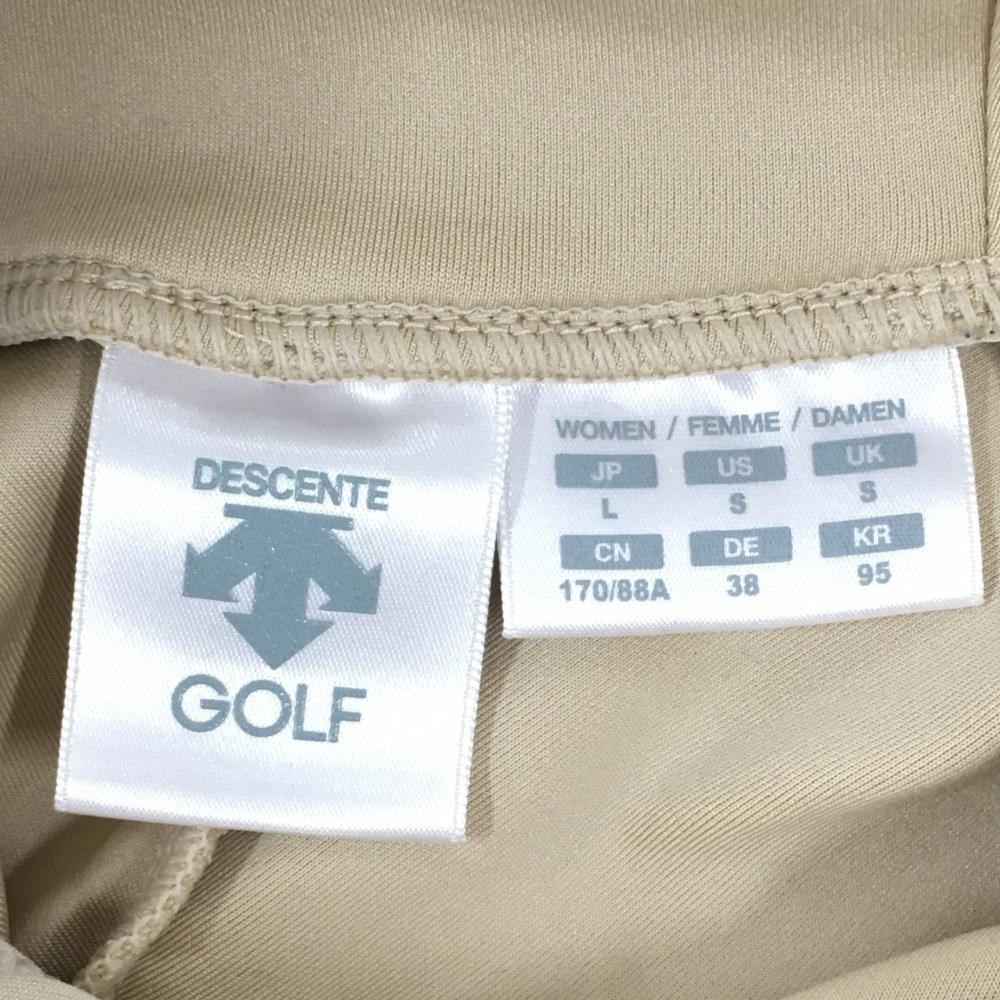 DESCENTE
GOLF
WOMEN / FEMME / DAMEN
JP US UK
L S S
CN DE KR
170/88A 38 95